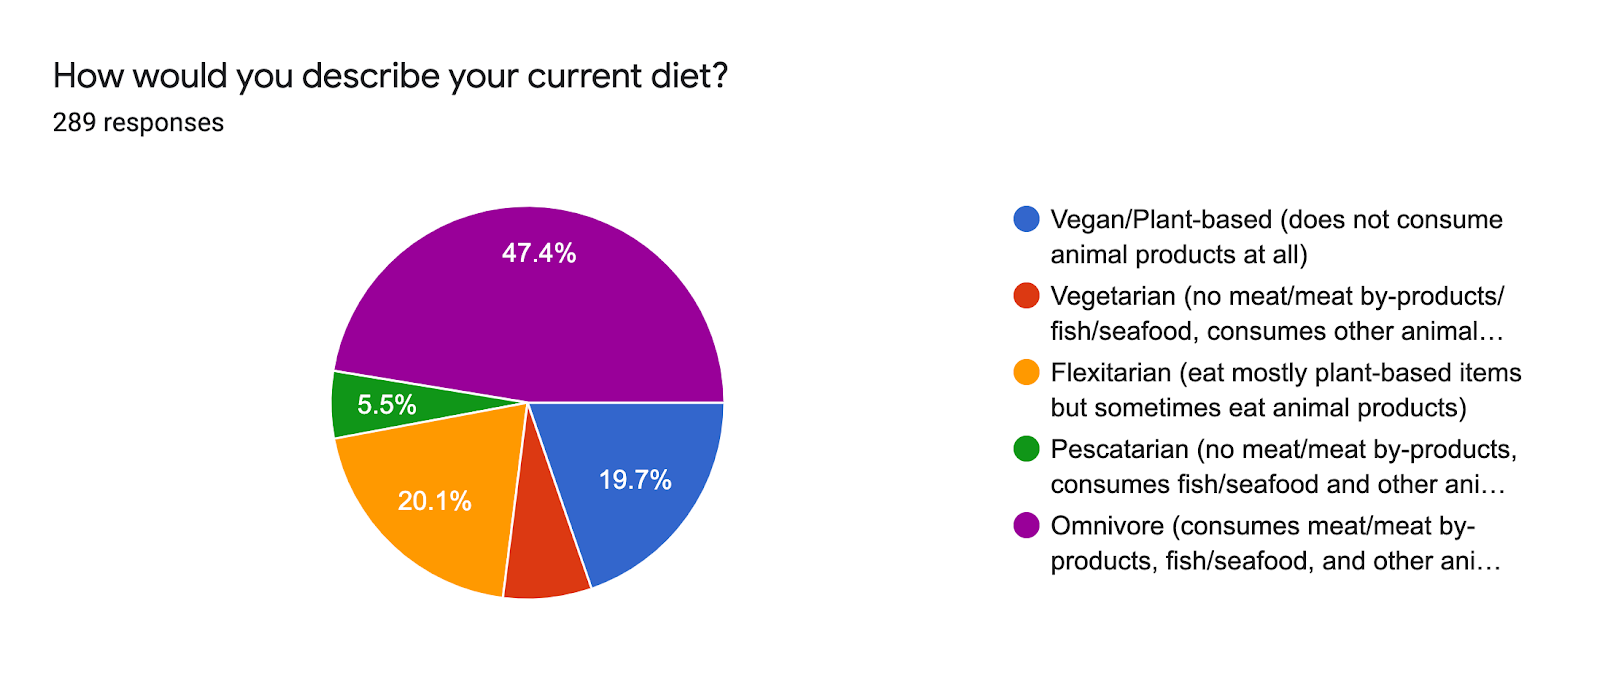 How would you describe your current diet?
289 responses
47.4%
5.5%
20.1%
19.7%
Vegan/Plant-based (does not consume
animal products at all)
Vegetarian (no meat/meat by-products/
fish/seafood, consumes other animal…
Flexitarian (eat mostly plant-based items
but sometimes eat animal products)
Pescatarian (no meat/meat by-products,
consumes fish/seafood and other ani…
Omnivore (consumes meat/meat by-
products, fish/seafood, and other ani…